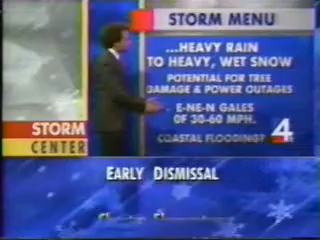 STORM MENU
...HEAVY RAIN
TO HEAVY, WET SNOW
POTENTIAL FOR TREE
DAMAGE & POWER OUTAGES
E-NE-N GALES
OF 30-60 MPH.
COASTAL FLOODING?
4
STORM
CENTER
EARLY DISMISSAL